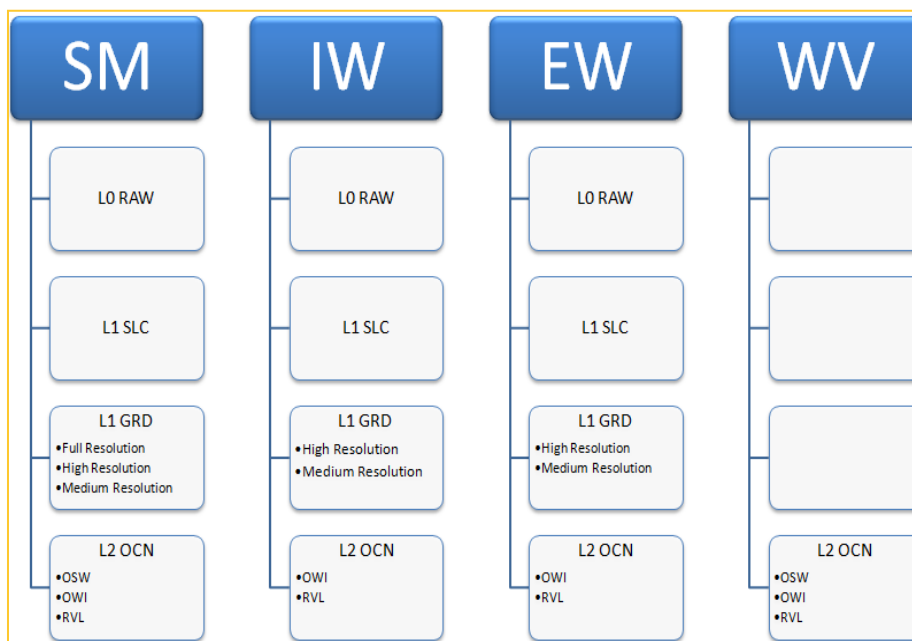 SM
L0 RAW
L1 SLC
L1 GRD
•Full Resolution
•High Resolution
•Medium Resolution
L2 OCN
•OSW
•OWI
•RVL
IW
L0 RAW
L1 SLC
L1 GRD
•High Resolution
•Medium Resolution
L2 OCN
•OWI
•RVL
EW
L0 RAW
L1 SLC
L1 GRD
•High Resolution
•Medium Resolution
L2 OCN
•OWI
•RVL
WV
L2 OCN
•OSW
•OWI
•RVL